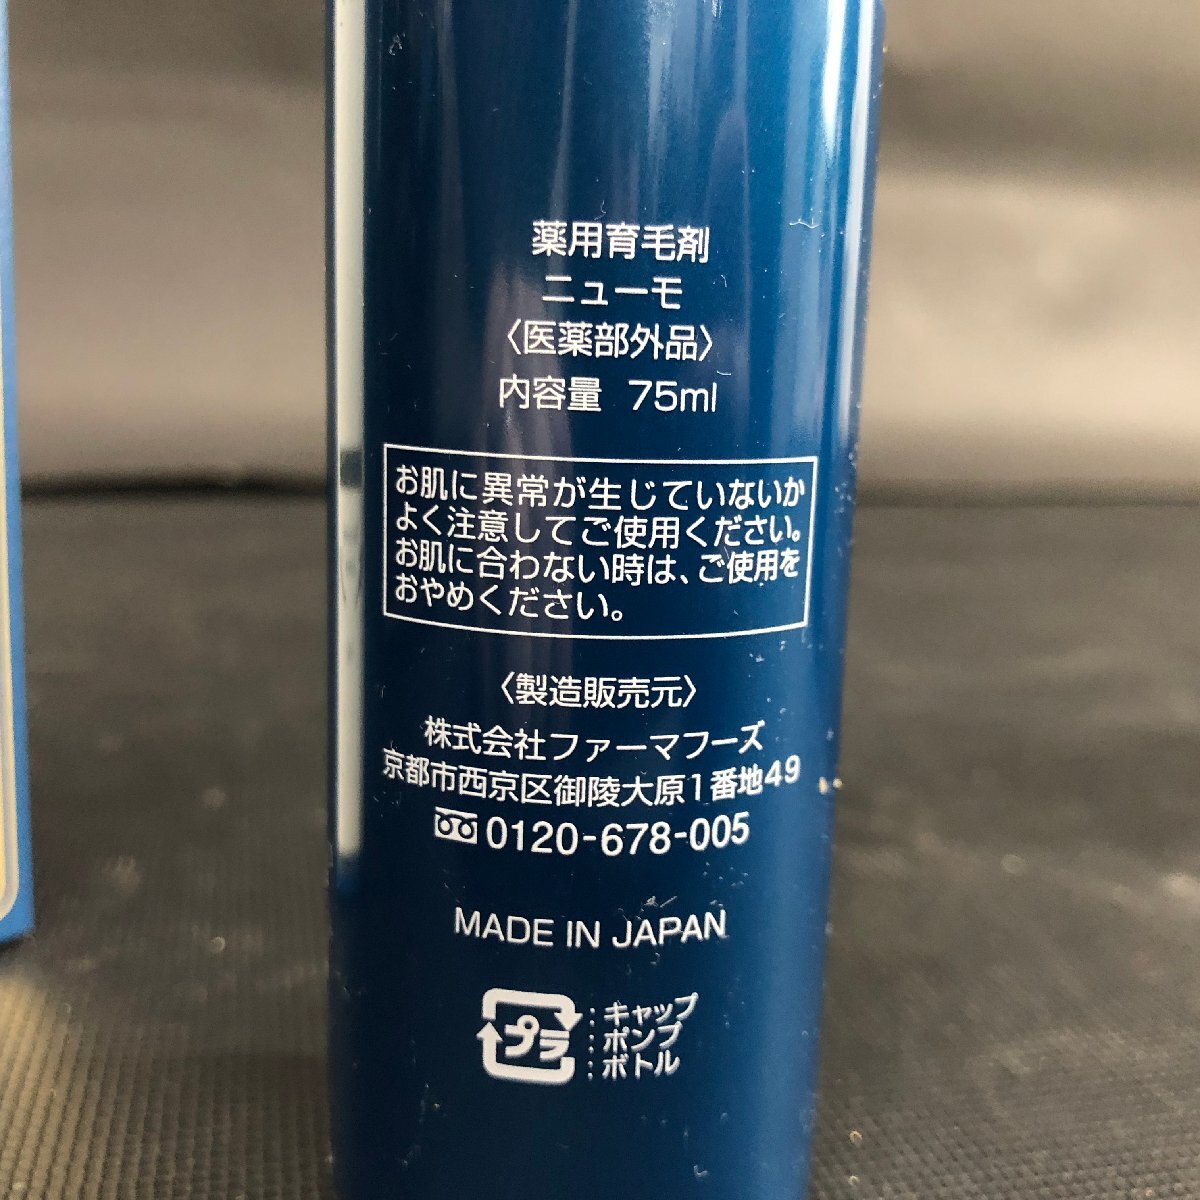 薬用育毛剤
ニューモ
〈医薬部外品〉
内容量 75ml
お肌に異常が生じていないか
よく注意してご使用ください。
お肌に合わない時は、ご使用を
おやめください。
〈製造販売元〉
株式会社ファーマフーズ
京都市西京区御陵大原1番地49
0120-678-005
MADE IN JAPAN
プラ
:キャップ
:ポンプ
:ボトル